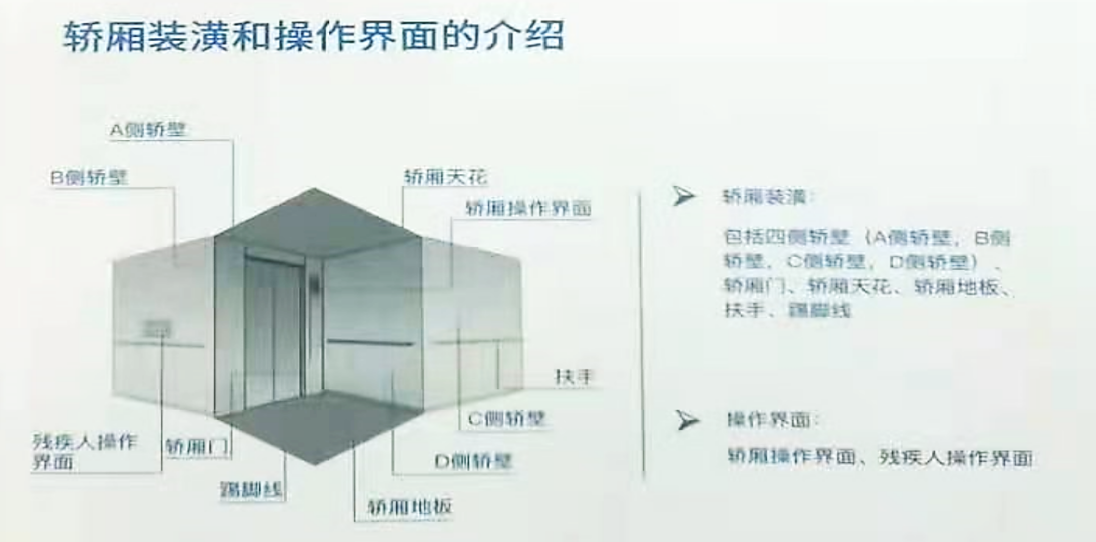 轿厢装潢和操作界面的介绍
A侧轿壁
B侧轿壁
轿厢天花
轿厢操作界面
扶手
C侧轿壁
D侧轿壁
轿厢地板
踢脚线
轿厢门
残疾人操作
界面
轿厢装潢：
包括四侧轿壁（A侧轿壁，B侧
轿壁，C侧轿壁，D侧轿壁）、
轿厢门、轿厢天花、轿厢地板、
扶手、踢脚线
操作界面：
轿厢操作界面、残疾人操作界面